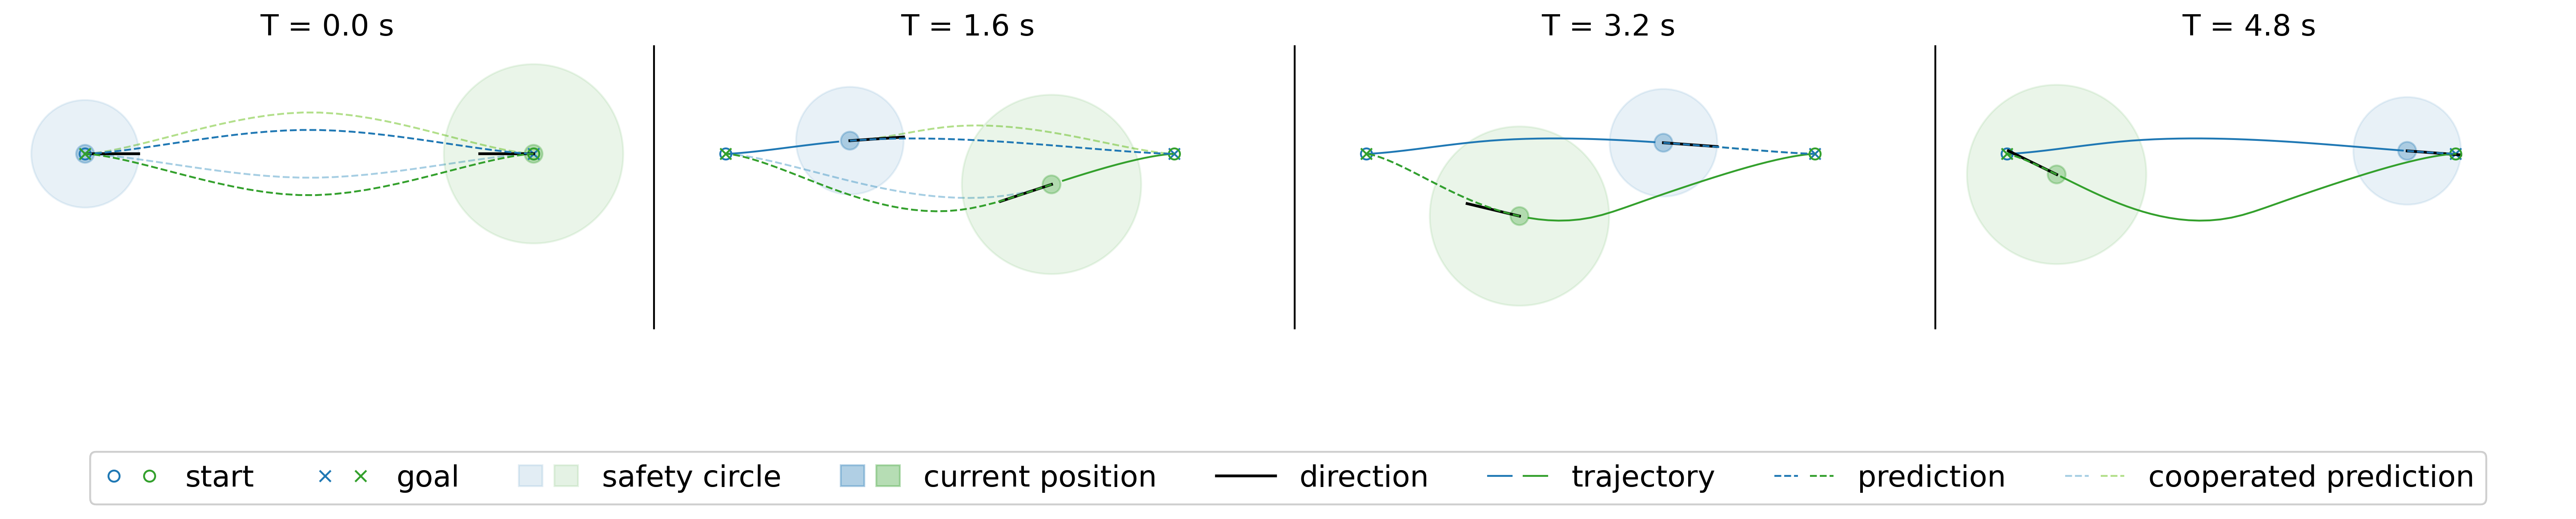 T = 0.0 s
T = 1.6 s
T = 3.2 s
T = 4.8 s
start goal safety circle current position direction trajectory prediction cooperated prediction